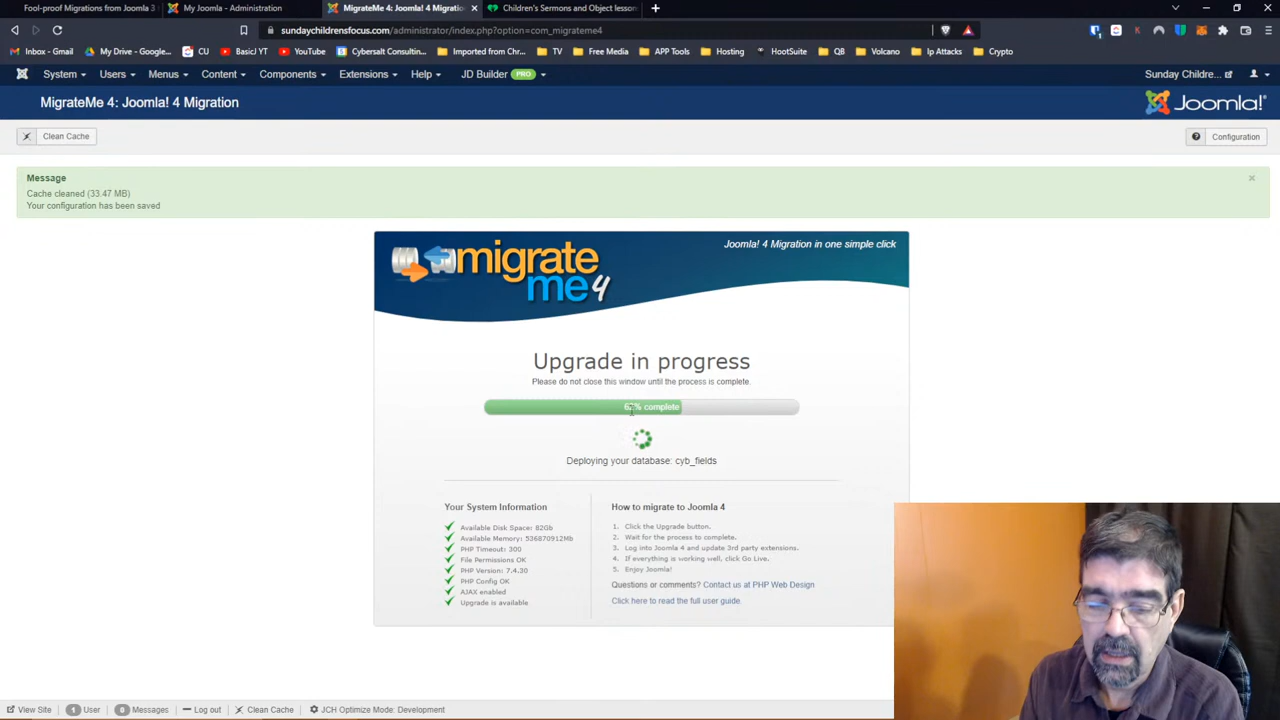 Fool-proof Migrations from Joomla 3
My Joomla - Administration
MigrateMe 4: Joomla! 4 Migratio
Children's Sermons and Object lesson
sundaychildrensfocus.com/administrator/index.php?option=com_migrateme4
Inbox - Gmail
My Drive - Google...
CU
BasicJ YT
YouTube
Cybersalt Consulting...
Imported from Chr...
TV
Free Media
APP Tools
Hosting
HootSuite
QB
Volcano
Ip Attacks
Crypto
System
Users
Menus
Content
Components
Extensions
Help
JD Builder PRO
Sunday Childre...
MigrateMe 4: Joomla! 4 Migration
Joomla!®
Clean Cache
Configuration
Message
Cache cleaned (33.47 MB)
Your configuration has been saved
Joomla! 4 Migration in one simple click
migrate
me 4
Upgrade in progress
Please do not close this window until the process is complete.
% complete
Deploying your database: cyb_fields
Your System Information
Available Disk Space: 82Gb
Available Memory: 536870912Mb
PHP Timeout: 300
File Permissions OK
PHP Version: 7.4.30
PHP Config OK
AJAX enabled
Upgrade is available
How to migrate to Joomla 4
1. Click the Upgrade button.
2. Wait for the process to complete.
3. Log into Joomla 4 and update 3rd party extensions.
4. If everything is working well, click Go Live.
5. Enjoy Joomla!
Questions or comments? Contact us at PHP Web Design
Click here to read the full user guide.
View Site
1 User
0 Messages
Log out
Clean Cache
JCH Optimize Mode: Development